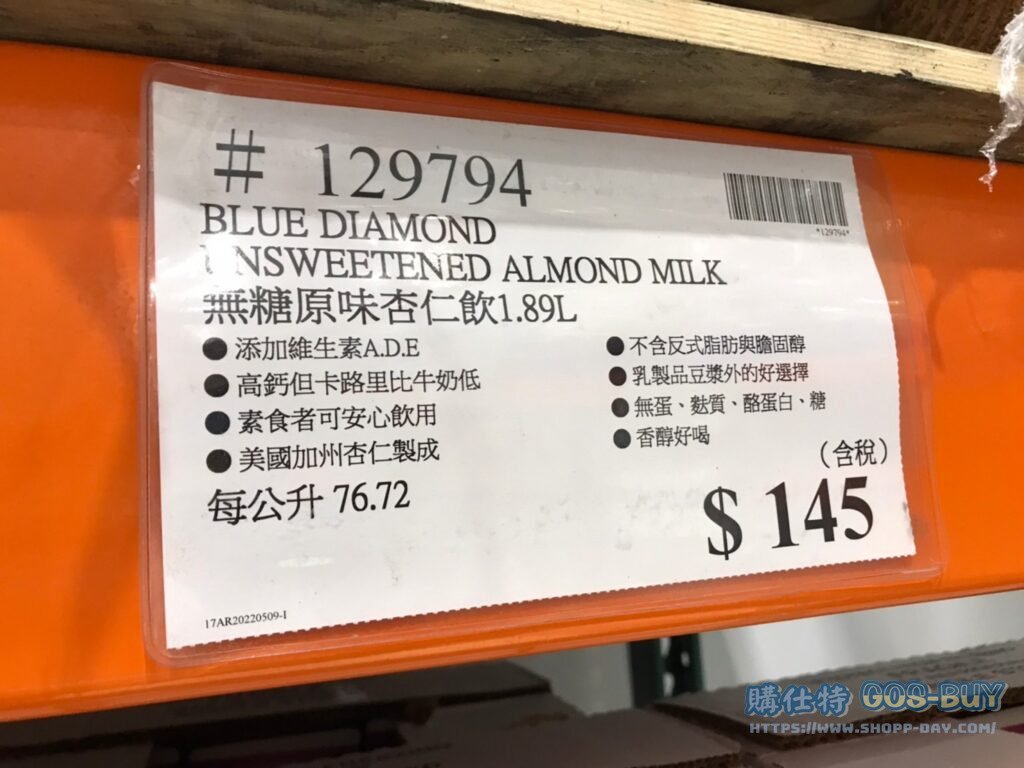 # 129794
*129794*
BLUE DIAMOND
UNSWEETENED ALMOND MILK
無糖原味杏仁飲1.89L
● 添加維生素A.D.E
● 高鈣但卡路里比牛奶低
● 素食者可安心飲用
● 美國加州杏仁製成
● 不含反式脂肪與膽固醇
● 乳製品豆漿外的好選擇
● 無蛋、麩質、酪蛋白、糖
● 香醇好喝
每公升 76.72
(含稅)
$ 145
17AR20220509-I
購仕特 GOS-BUY
HTTPS://WWW.SHOPP-DAY.COM/